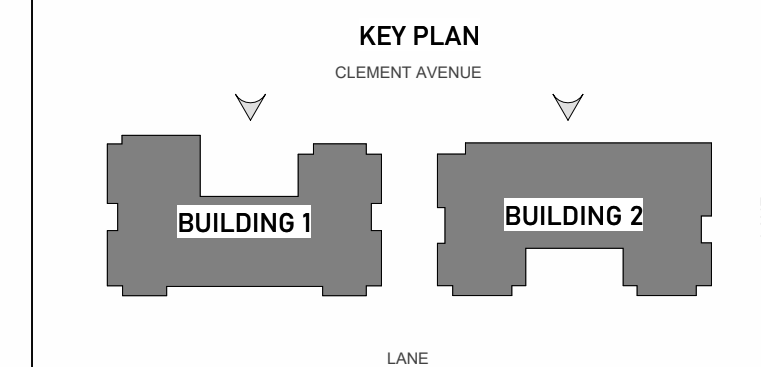 KEY PLAN
CLEMENT AVENUE
BUILDING 1
BUILDING 2
LANE